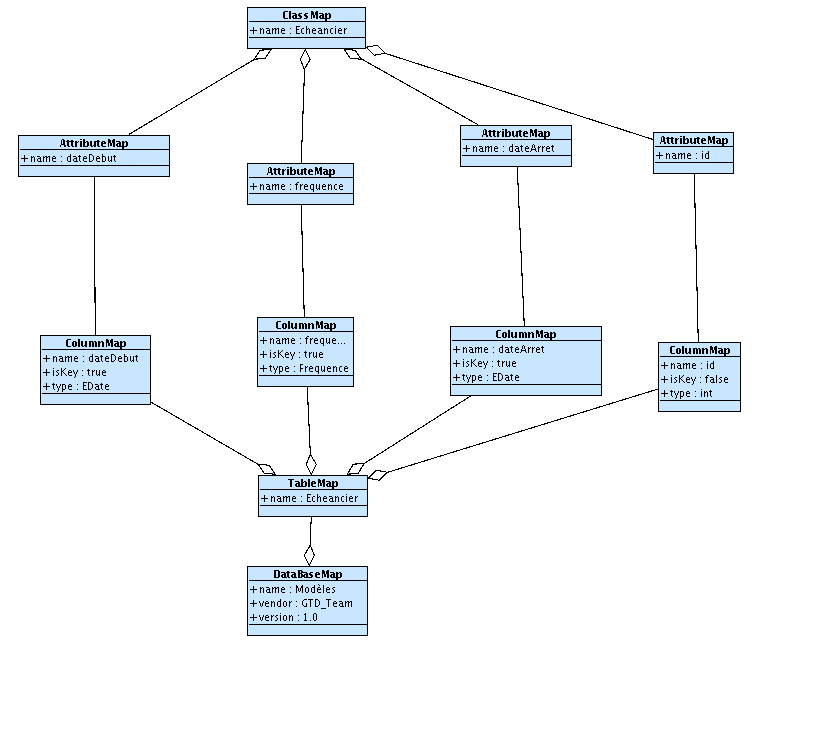 ClassMap
+name : Echeancier
AttributeMap
+name : dateDebut
AttributeMap
+name : frequence
AttributeMap
+name : dateArret
AttributeMap
+name : id
ColumnMap
+name : dateDebut
+isKey : true
+type : EDate
ColumnMap
+name : freque...
+isKey : true
+type : Frequence
ColumnMap
+name : dateArret
+isKey : true
+type : EDate
ColumnMap
+name : id
+isKey : false
+type : int
TableMap
+name : Echeancier
DataBaseMap
+name : Modèles
+vendor : GTD_Team
+version : 1.0